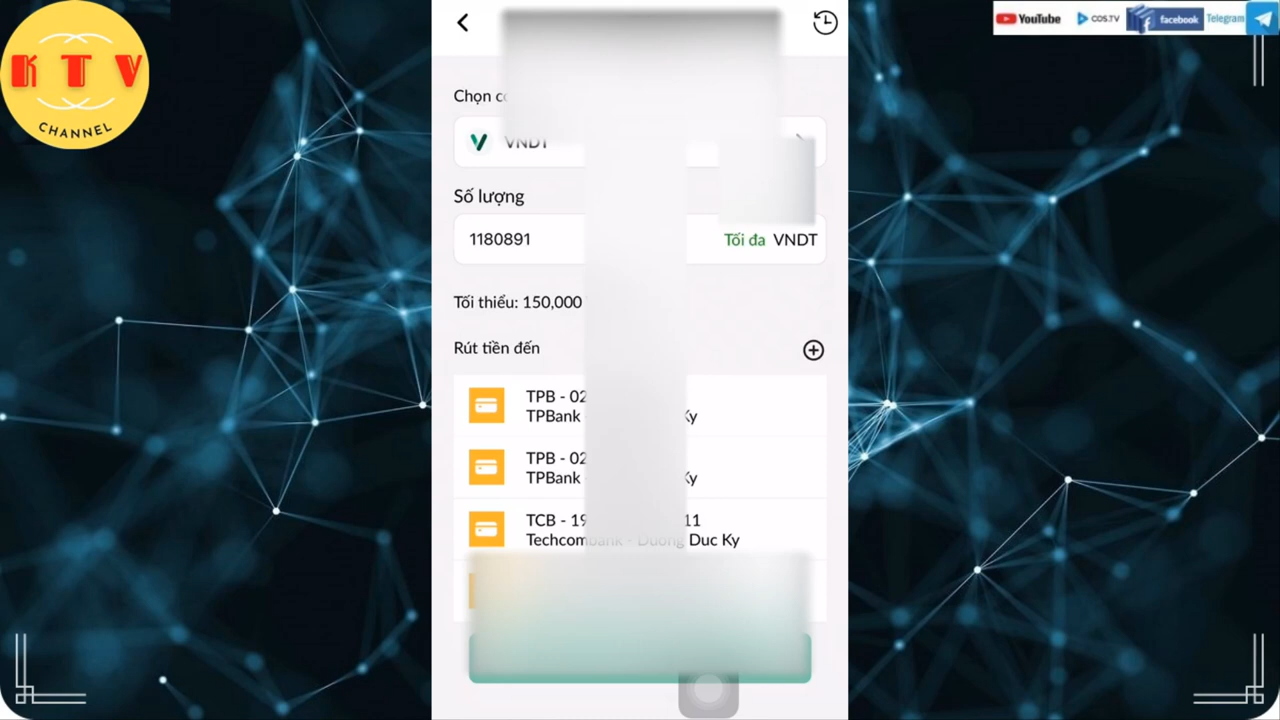 KTV
CHANNEL
YouTube
COS.TV
facebook
Telegram
Chọn
VNDT
Số lượng
1180891
Tối đa VNDT
Tối thiểu: 150,000
Rút tiền đến
TPB - 02
TPBank Ky
TPB - 02
TPBank Ky
TCB - 19 11
Techcombank - Duong Duc Ky